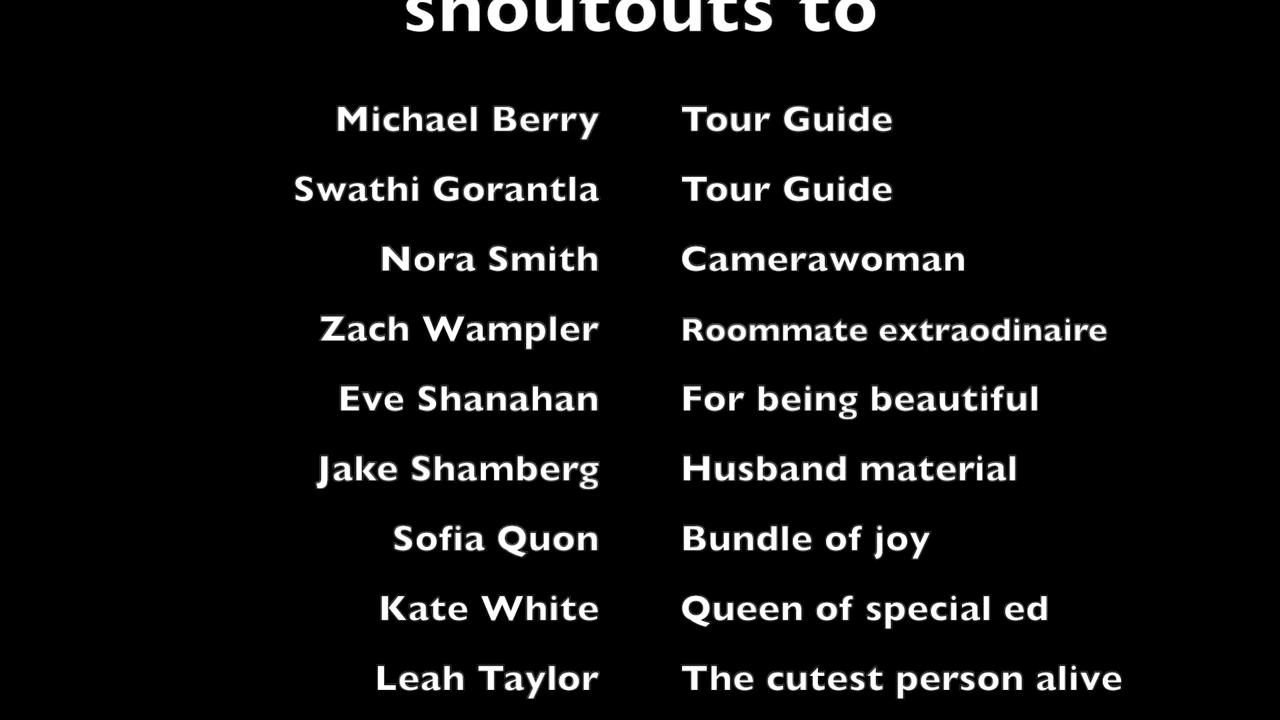 shoutouts to
Michael Berry Tour Guide
Swathi Gorantla Tour Guide
Nora Smith Camerawoman
Zach Wampler Roommate extraodinaire
Eve Shanahan For being beautiful
Jake Shamberg Husband material
Sofia Quon Bundle of joy
Kate White Queen of special ed
Leah Taylor The cutest person alive